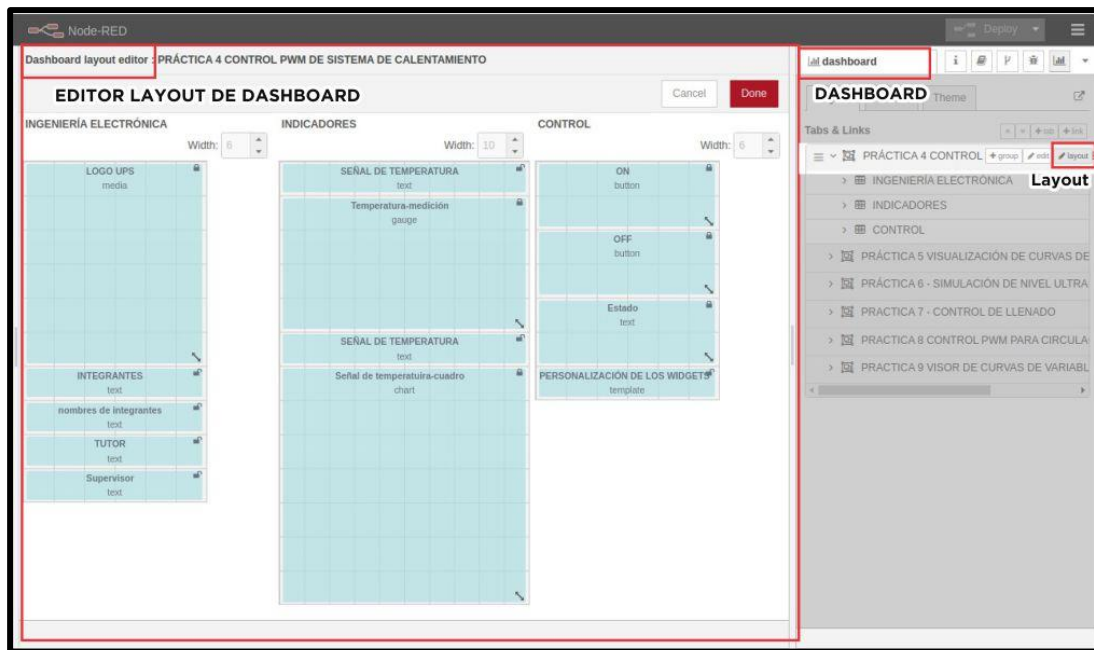 Node-RED
Deploy
Dashboard layout editor : PRÁCTICA 4 CONTROL PWM DE SISTEMA DE CALENTAMIENTO
EDITOR LAYOUT DE DASHBOARD
Cancel
Done
INGENIERÍA ELECTRÓNICA
Width: 6
LOGO UPS
media
INTEGRANTES
text
nombres de integrantes
text
TUTOR
text
Supervisor
text
INDICADORES
Width: 10
SEÑAL DE TEMPERATURA
text
Temperatura-medición
gauge
SEÑAL DE TEMPERATURA
text
Señal de temperatuira-cuadro
chart
CONTROL
Width: 6
ON
button
OFF
button
Estado
text
PERSONALIZACIÓN DE LOS WIDGETS
template
dashboard
i
DASHBOARD
Theme
Tabs & Links
+ tab
+ link
PRÁCTICA 4 CONTROL
+ group
edit
layout
INGENIERÍA ELECTRÓNICA
Layout
INDICADORES
CONTROL
PRÁCTICA 5 VISUALIZACIÓN DE CURVAS DE
PRÁCTICA 6 - SIMULACIÓN DE NIVEL ULTRA
PRACTICA 7 - CONTROL DE LLENADO
PRACTICA 8 CONTROL PWM PARA CIRCULA
PRACTICA 9 VISOR DE CURVAS DE VARIABL